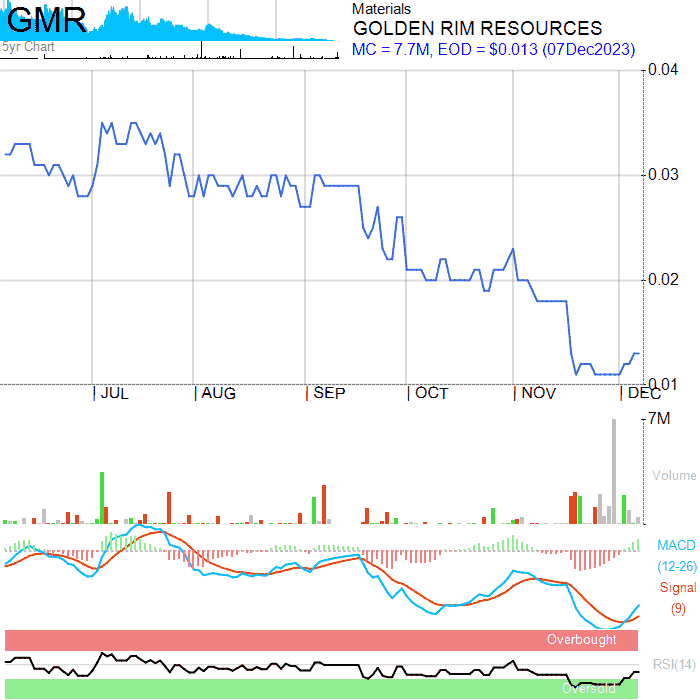 GMR
5yr Chart
Materials
GOLDEN RIM RESOURCES
MC = 7.7M, EOD = $0.013 (07Dec2023)
0.04
0.03
0.02
0.01
JUL AUG SEP OCT NOV DEC
7M
Volume
MACD
(12-26)
Signal
(9)
Overbought
RSI(14)
Oversold